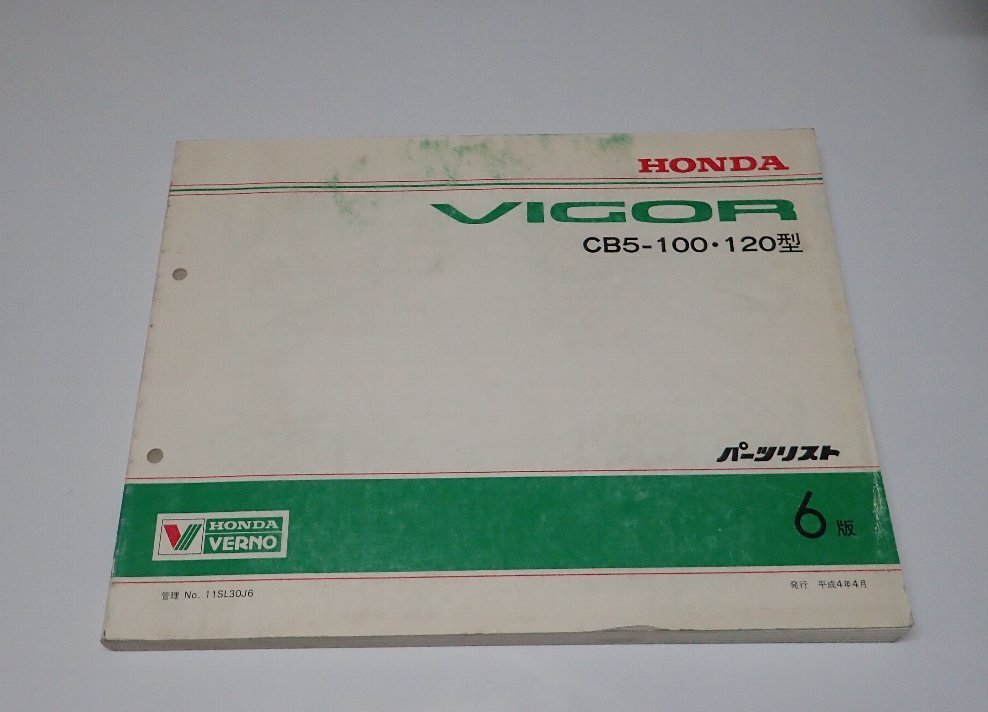 HONDA
VIGOR
CB5-100・120型
パーツリスト
6版
HONDA
VERNO
管理 No. 11SL30J6
発行 平成4年4月